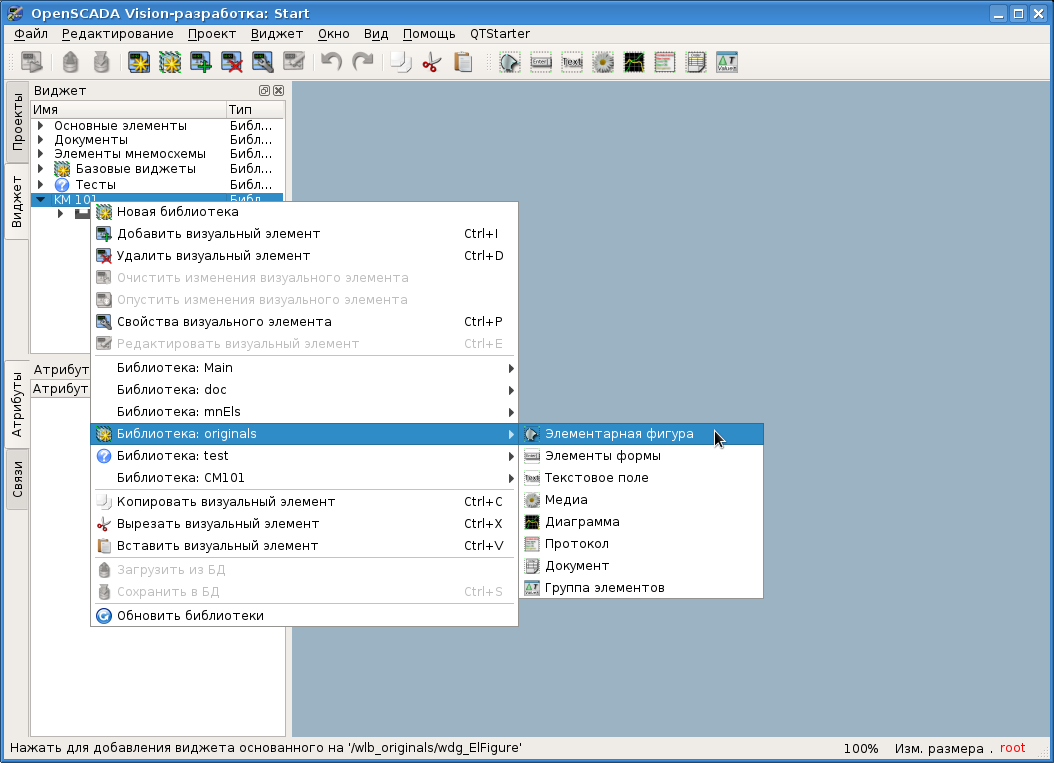 OpenSCADA Vision-разработка: Start
Файл Редактирование Проект Виджет Окно Вид Помощь QTStarter
Проекты
Виджет
Атрибуты
Связи
Виджет
Имя Тип
Основные элементы Библ...
Документы Библ...
Элементы мнемосхемы Библ...
Базовые виджеты Библ...
Тесты Библ...
КМ 101 Библ...
Атрибут
Атрибут
Новая библиотека
Добавить визуальный элемент Ctrl+I
Удалить визуальный элемент Ctrl+D
Очистить изменения визуального элемента
Опустить изменения визуального элемента
Свойства визуального элемента Ctrl+P
Редактировать визуальный элемент Ctrl+E
Библиотека: Main
Библиотека: doc
Библиотека: mnEls
Библиотека: originals
Библиотека: test
Библиотека: CM101
Копировать визуальный элемент Ctrl+C
Вырезать визуальный элемент Ctrl+X
Вставить визуальный элемент Ctrl+V
Загрузить из БД
Сохранить в БД Ctrl+S
Обновить библиотеки
Элементарная фигура
Элементы формы
Текстовое поле
Медиа
Диаграмма
Протокол
Документ
Группа элементов
Нажать для добавления виджета основанного на '/wlb_originals/wdg_ElFigure'
100% Изм. размера . root